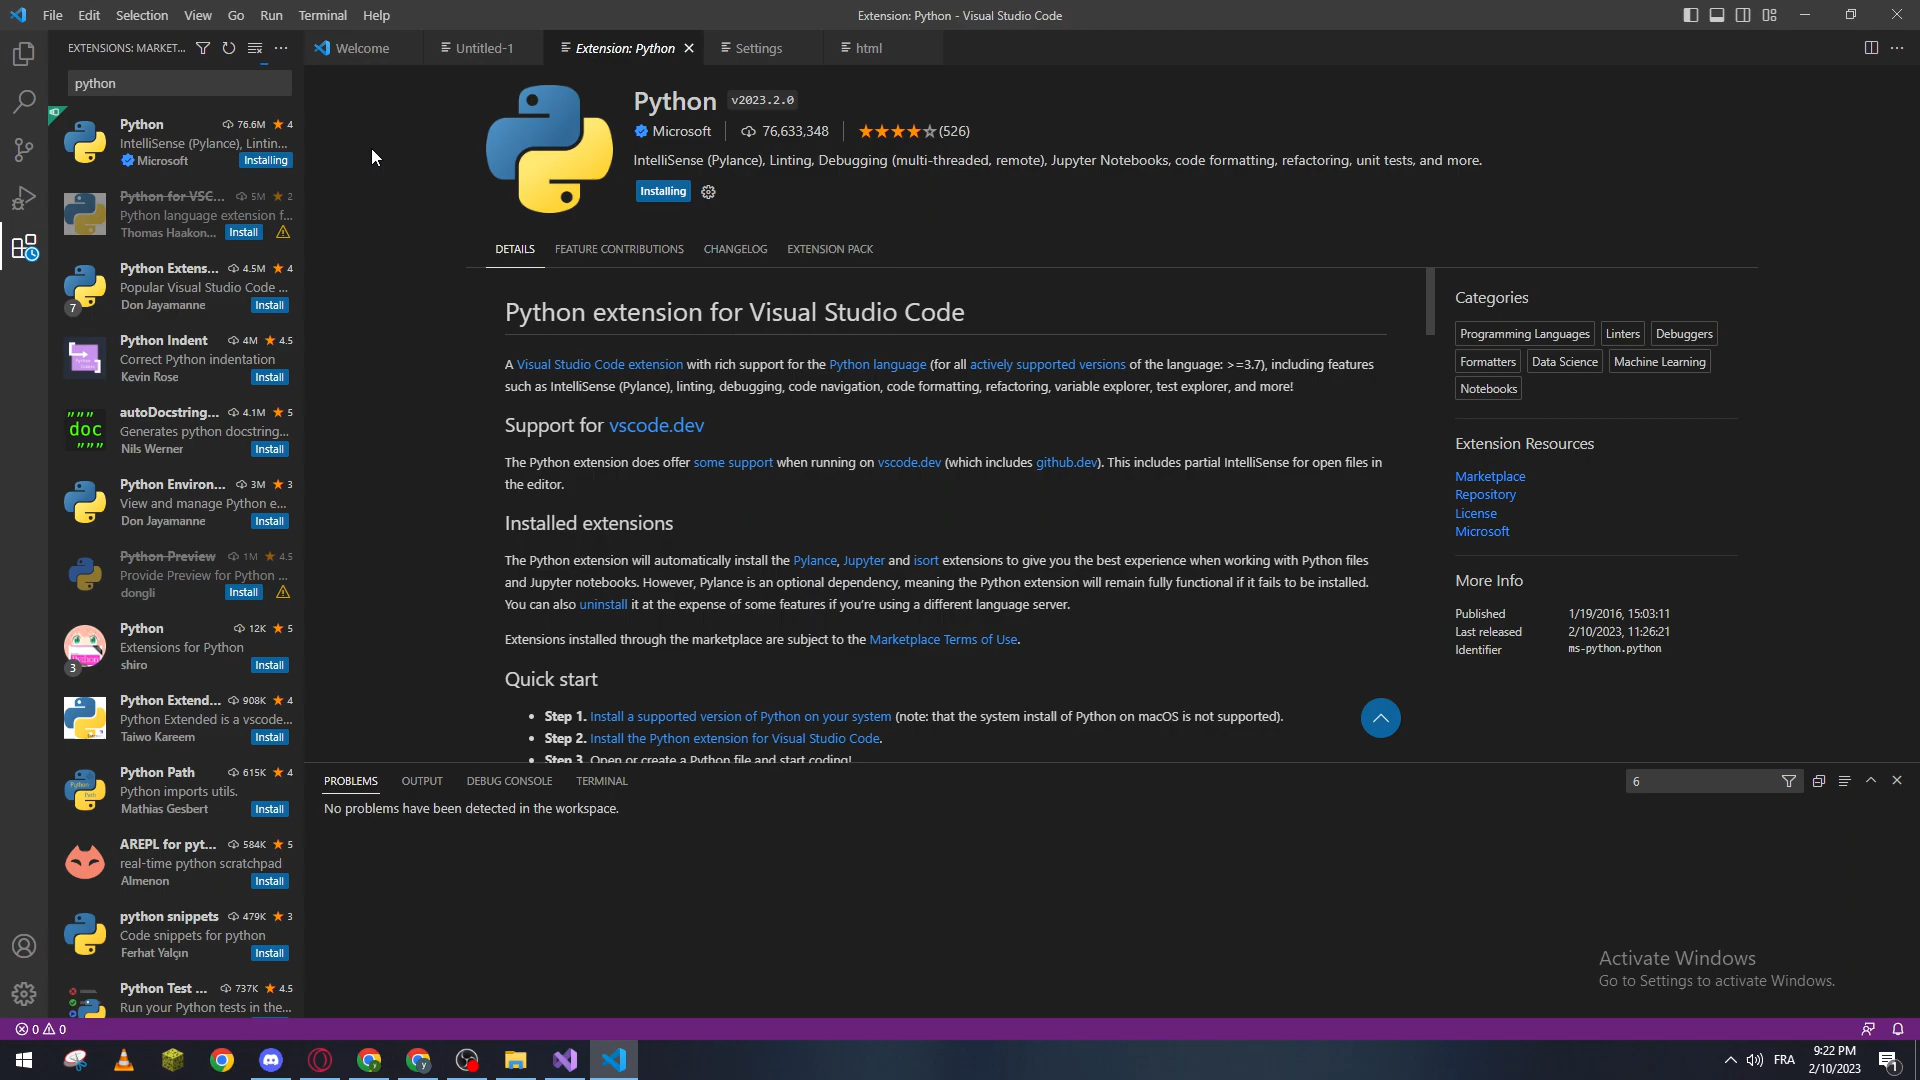 File Edit Selection View Go Run Terminal Help
Extension: Python - Visual Studio Code
EXTENSIONS: MARKET...
Welcome
Untitled-1
Extension: Python
Settings
html
python
Python 76.6M 4
IntelliSense (Pylance), Lintin...
Microsoft Installing
Python for VSC... 5M 2
Python language extension f...
Thomas Haakon... Install
Python Extens... 4.5M 4
Popular Visual Studio Code ...
7 Don Jayamanne Install
Python Indent 4M 4.5
Correct Python indentation
Kevin Rose Install
autoDocstring... 4.1M 5
""" doc """
Generates python docstring...
Nils Werner Install
Python Environ... 3M 3
View and manage Python e...
Don Jayamanne Install
Python Preview 1M 4.5
Provide Preview for Python ...
dongli Install
Python 12K 5
Extensions for Python
3 shiro Install
Python Extend... 908K 4
Python Extended is a vscode...
Taiwo Kareem Install
Python Path 615K 4
Python imports utils.
Mathias Gesbert Install
AREPL for pyt... 584K 5
real-time python scratchpad
Almenon Install
python snippets 479K 3
Code snippets for python
Ferhat Yalçın Install
Python Test ... 737K 4.5
Run your Python tests in the...
Python v2023.2.0
Microsoft 76,633,348 (526)
IntelliSense (Pylance), Linting, Debugging (multi-threaded, remote), Jupyter Notebooks, code formatting, refactoring, unit tests, and more.
Installing
DETAILS FEATURE CONTRIBUTIONS CHANGELOG EXTENSION PACK
Python extension for Visual Studio Code
A Visual Studio Code extension with rich support for the Python language (for all actively supported versions of the language: >=3.7), including features
such as IntelliSense (Pylance), linting, debugging, code navigation, code formatting, refactoring, variable explorer, test explorer, and more!
Support for vscode.dev
The Python extension does offer some support when running on vscode.dev (which includes github.dev). This includes partial IntelliSense for open files in
the editor.
Installed extensions
The Python extension will automatically install the Pylance, Jupyter and isort extensions to give you the best experience when working with Python files
and Jupyter notebooks. However, Pylance is an optional dependency, meaning the Python extension will remain fully functional if it fails to be installed.
You can also uninstall it at the expense of some features if you're using a different language server.
Extensions installed through the marketplace are subject to the Marketplace Terms of Use.
Quick start
• Step 1. Install a supported version of Python on your system (note: that the system install of Python on macOS is not supported).
• Step 2. Install the Python extension for Visual Studio Code.
• Step 3. Open or create a Python file and start coding!
Categories
Programming Languages Linters Debuggers
Formatters Data Science Machine Learning
Notebooks
Extension Resources
Marketplace
Repository
License
Microsoft
More Info
Published 1/19/2016, 15:03:11
Last released 2/10/2023, 11:26:21
Identifier ms-python.python
PROBLEMS OUTPUT DEBUG CONSOLE TERMINAL
6
No problems have been detected in the workspace.
Activate Windows
Go to Settings to activate Windows.
0 0
FRA
9:22 PM
2/10/2023
1